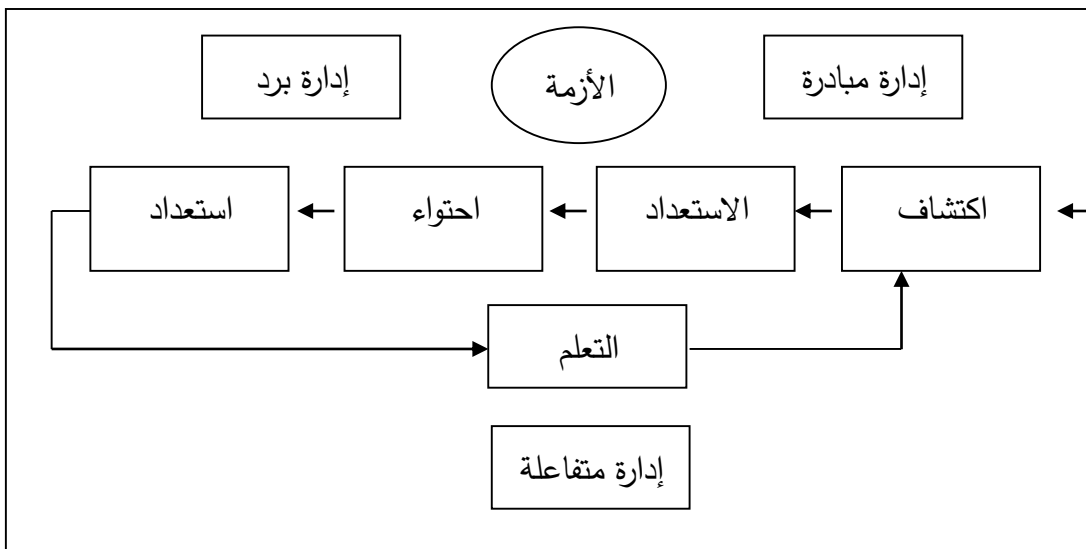 إدارة مبادرة
الأزمة
إدارة برد
اكتشاف
الاستعداد
احتواء
استعداد
التعلم
إدارة متفاعلة